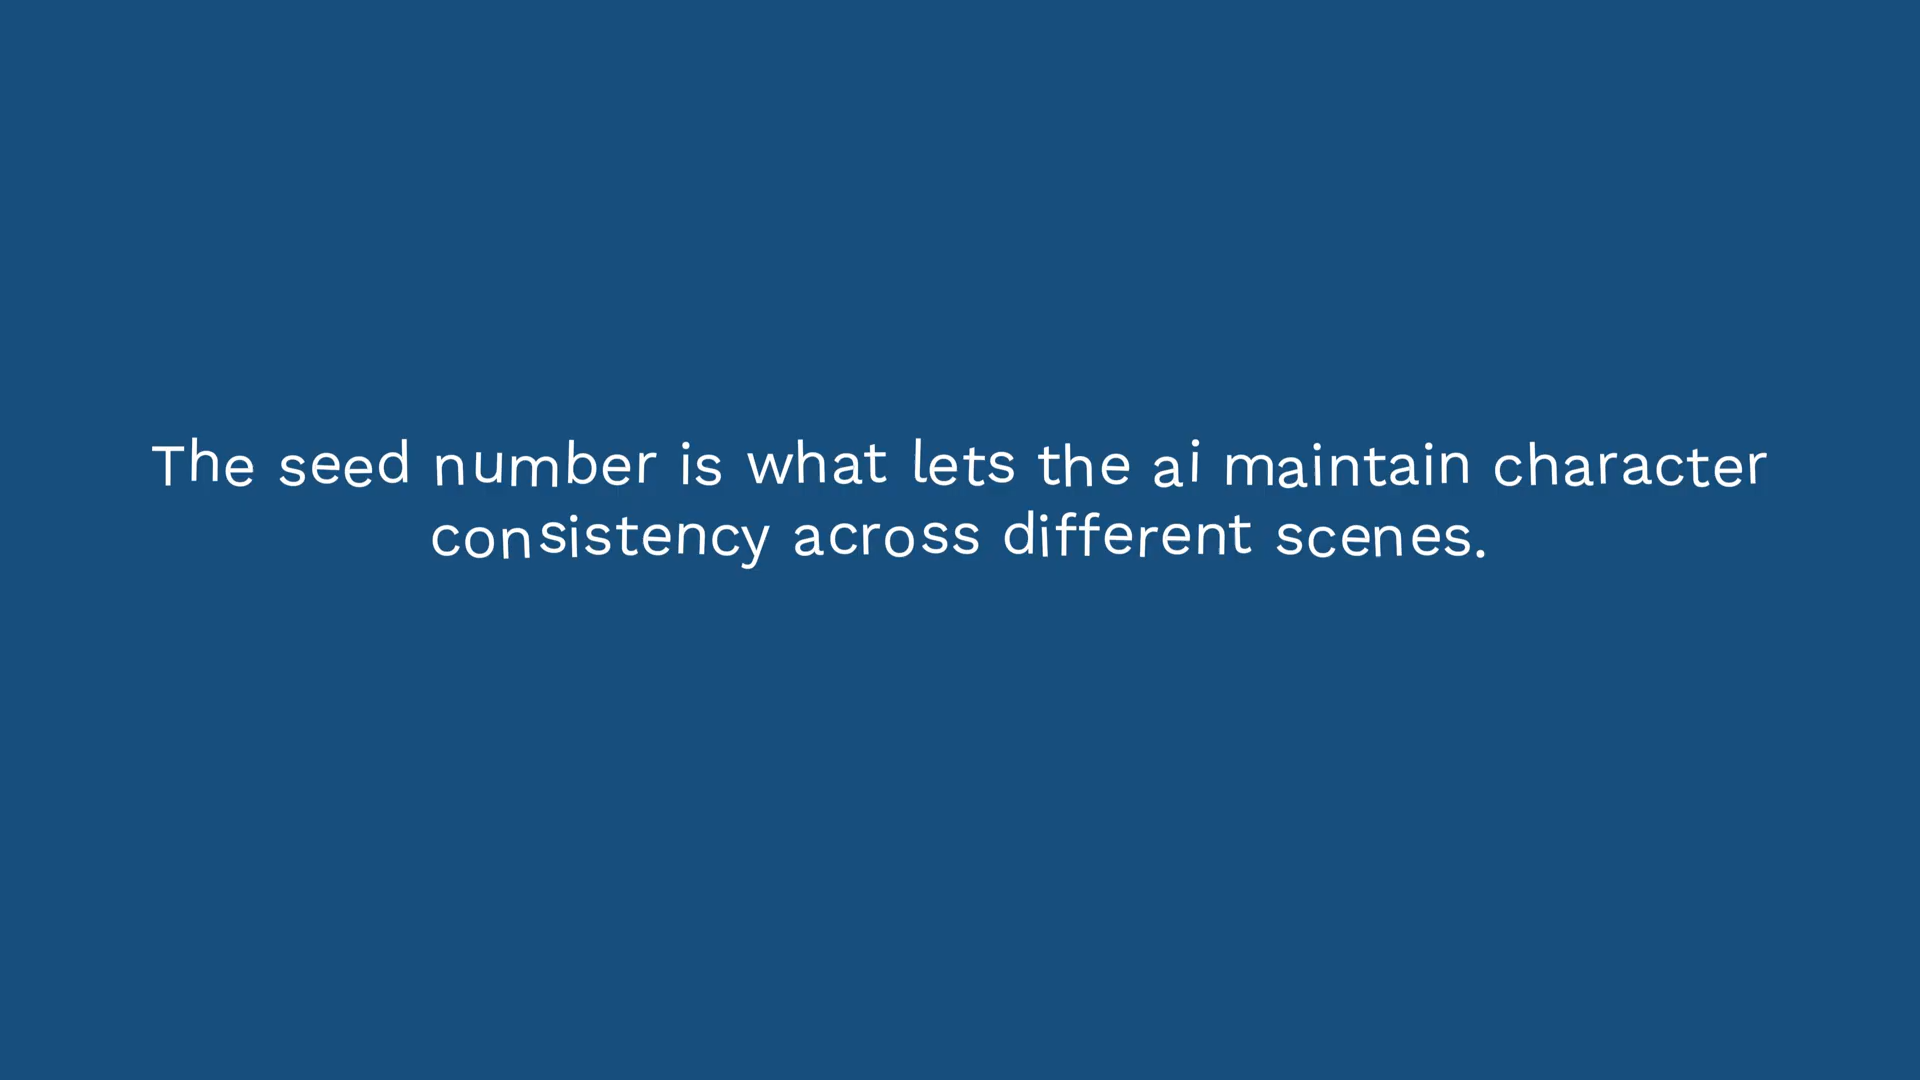 The seed number is what lets the ai maintain character
consistency across different scenes.